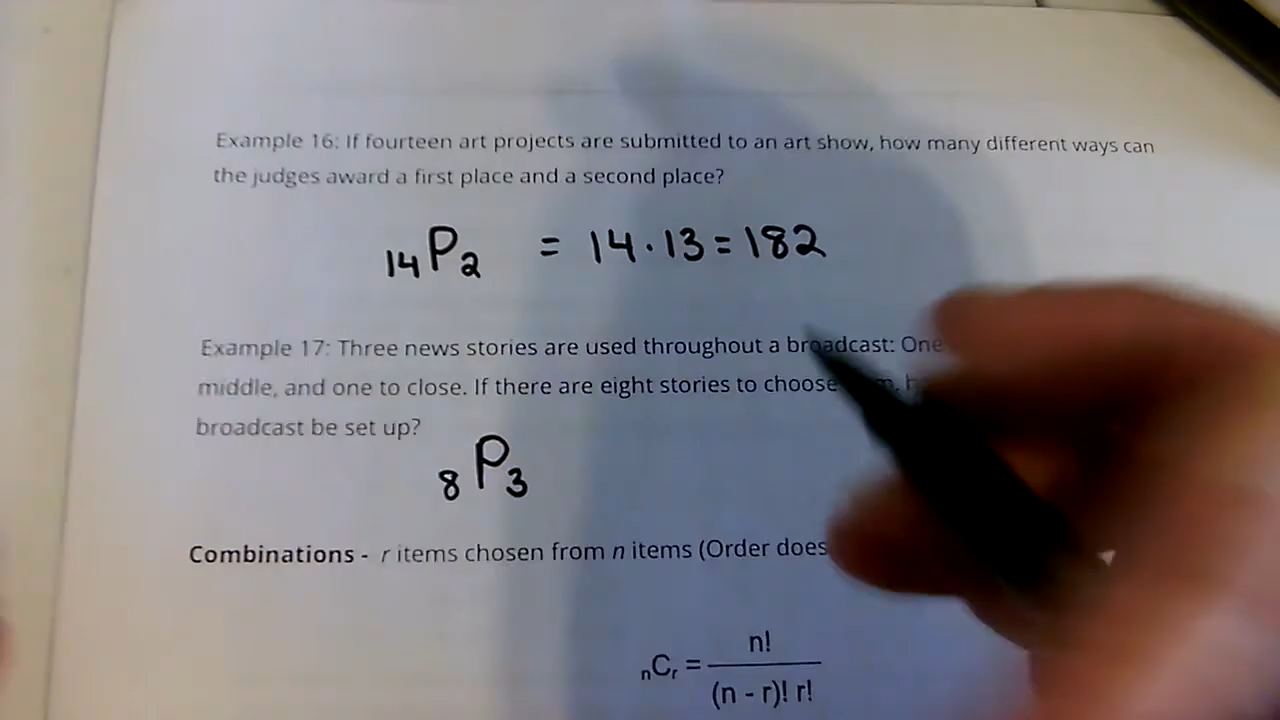 Example 16: If fourteen art projects are submitted to an art show, how many different ways can
the judges award a first place and a second place?
₁₄P₂ = 14·13=182
Example 17: Three news stories are used throughout a broadcast: One
middle, and one to close. If there are eight stories to choose
broadcast be set up?
₈P₃
Combinations - r items chosen from n items (Order does
n!
ₙCᵣ =
(n - r)! r!